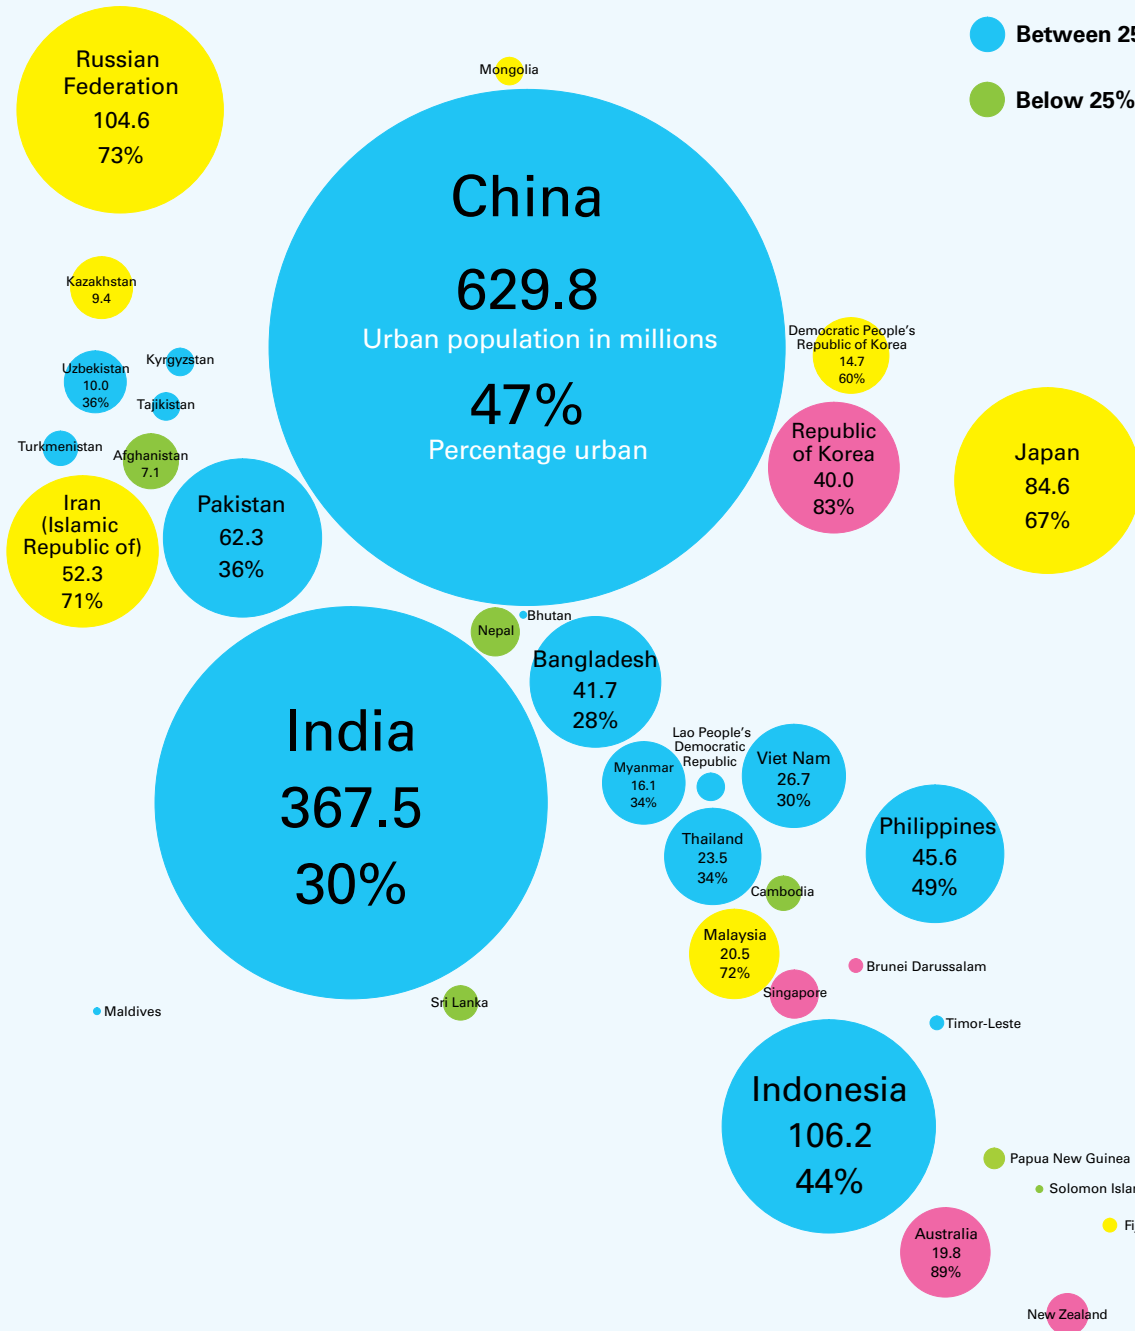 Between 25
Below 25%
Russian
Federation
104.6
73%
Mongolia
China
629.8
Urban population in millions
47%
Percentage urban
Kazakhstan
9.4
Uzbekistan
10.0
36%
Kyrgyzstan
Tajikistan
Turkmenistan
Afghanistan
7.1
Democratic People's
Republic of Korea
14.7
60%
Republic
of Korea
40.0
83%
Japan
84.6
67%
Iran
(Islamic
Republic of)
52.3
71%
Pakistan
62.3
36%
Nepal
Bhutan
Bangladesh
41.7
28%
India
367.5
30%
Lao People's
Democratic
Republic
Myanmar
16.1
34%
Viet Nam
26.7
30%
Thailand
23.5
34%
Philippines
45.6
49%
Cambodia
Malaysia
20.5
72%
Brunei Darussalam
Singapore
Maldives
Sri Lanka
Timor-Leste
Indonesia
106.2
44%
Papua New Guinea
Solomon Islan
Fij
Australia
19.8
89%
New Zealand